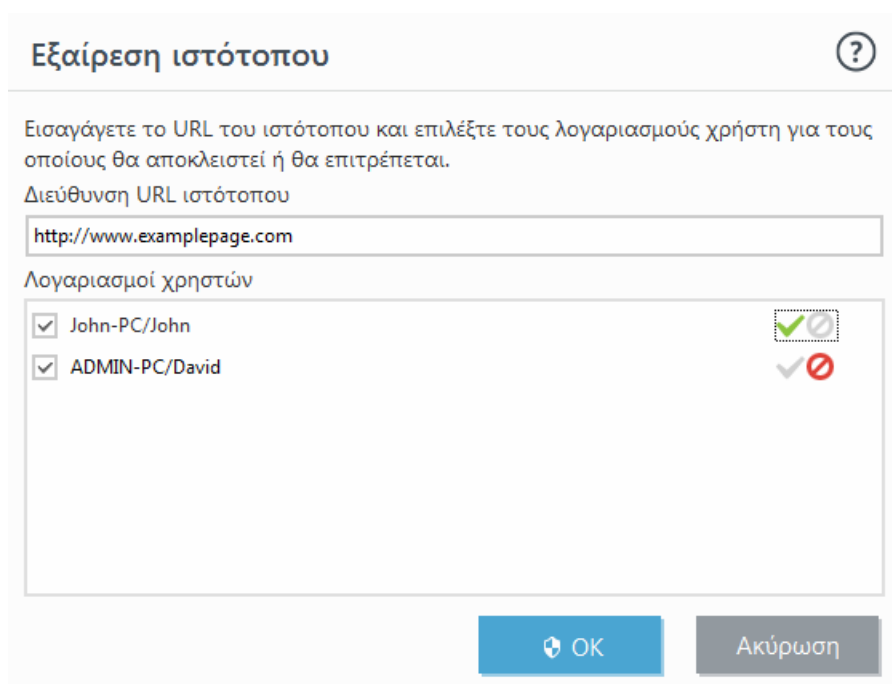 Εξαίρεση ιστότοπου
?
Εισαγάγετε το URL του ιστότοπου και επιλέξτε τους λογαριασμούς χρήστη για τους
οποίους θα αποκλειστεί ή θα επιτρέπεται.
Διεύθυνση URL ιστότοπου
http://www.examplepage.com
Λογαριασμοί χρηστών
John-PC/John
ADMIN-PC/David
OK
Ακύρωση